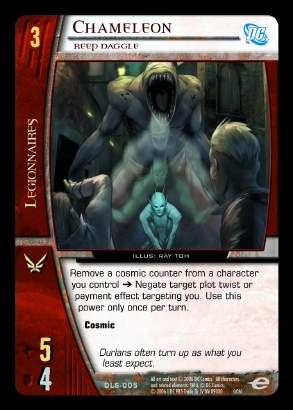 3
CHAMELEON
REEP DAGGLE
DC
LEGIONNAIRES
ILLUS: RAY TOH
Remove a cosmic counter from a character
you control ➔ Negate target plot twist or
payment effect targeting you. Use this
power only once per turn.
Cosmic
Durlans often turn up as what you
least expect.
5
4
DLS-005